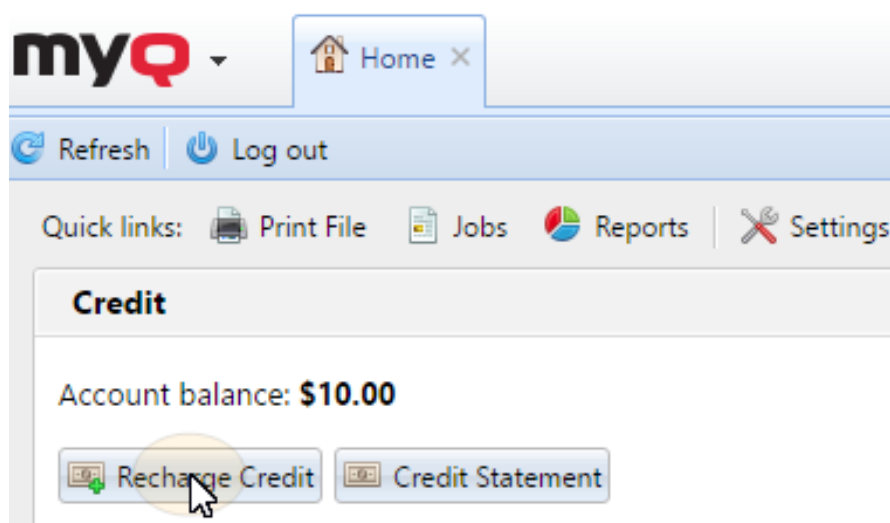 myQ
Home
Refresh Log out
Quick links: Print File Jobs Reports Settings
Credit
Account balance: $10.00
Recharge Credit Credit Statement